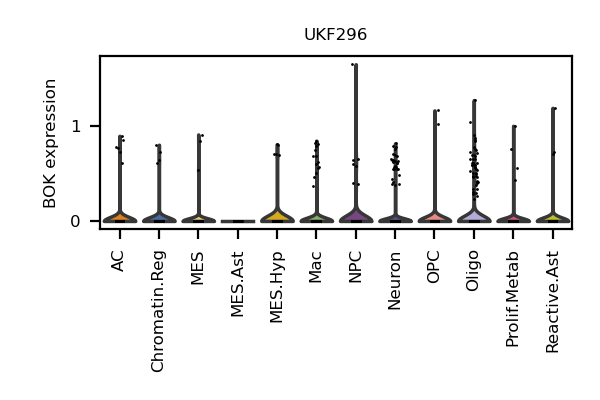 UKF296
BOK expression
1
0
AC
Chromatin.Reg
MES
MES.Ast
MES.Hyp
Mac
NPC
Neuron
OPC
Oligo
Prolif.Metab
Reactive.Ast